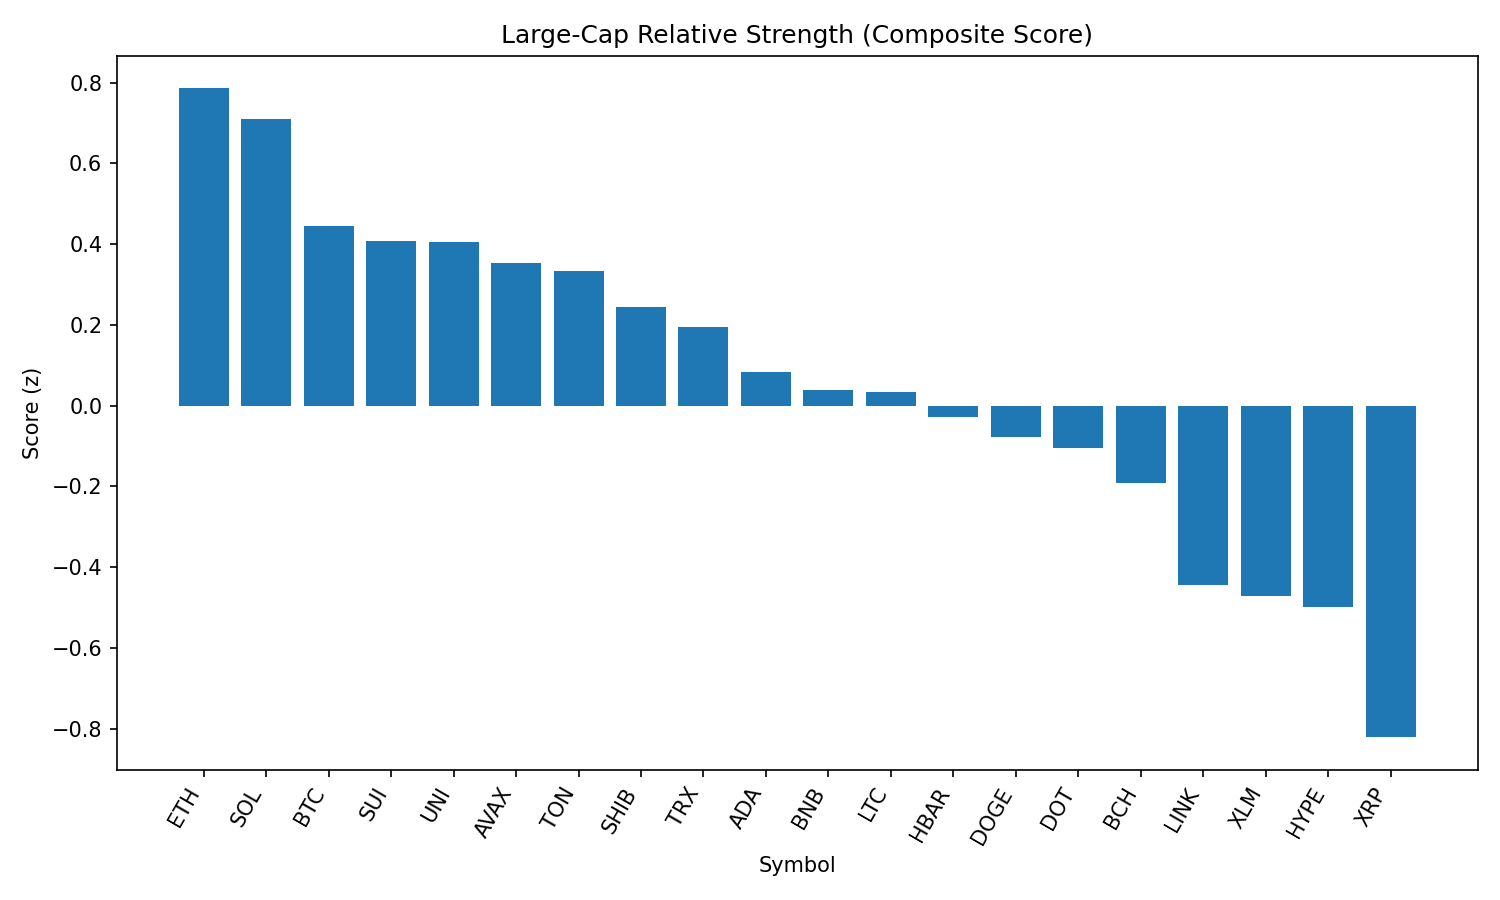 Large-Cap Relative Strength (Composite Score)
Score (z)
0.8
0.6
0.4
0.2
0.0
−0.2
−0.4
−0.6
−0.8
ETH
SOL
BTC
SUI
UNI
AVAX
TON
SHIB
TRX
ADA
BNB
LTC
HBAR
DOGE
DOT
BCH
LINK
XLM
HYPE
XRP
Symbol